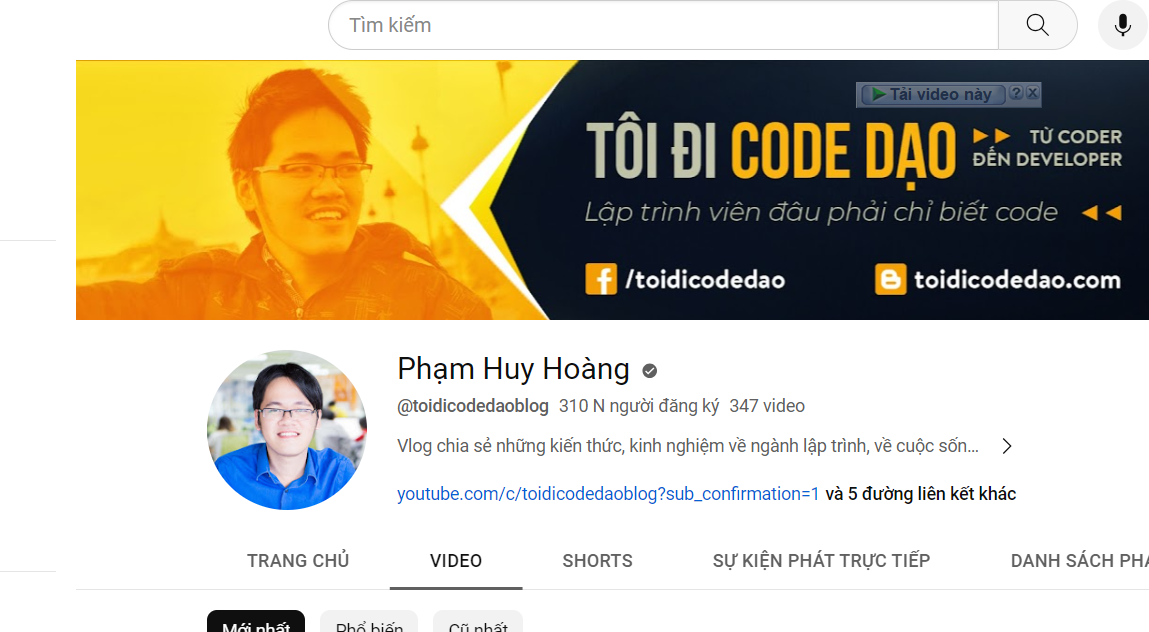 Tìm kiếm
Tải video này ? X
TÔI ĐI CODE DẠO
TỪ CODER
ĐẾN DEVELOPER
Lập trình viên đâu phải chỉ biết code
/toidicodedao
toidicodedao.com
Phạm Huy Hoàng
@toidicodedaoblog 310 N người đăng ký 347 video
Vlog chia sẻ những kiến thức, kinh nghiệm về ngành lập trình, về cuộc sốn...
youtube.com/c/toidicodedaoblog?sub_confirmation=1 và 5 đường liên kết khác
TRANG CHỦ VIDEO SHORTS SỰ KIỆN PHÁT TRỰC TIẾP DANH SÁCH PHÁ
Mới nhất Phổ biến Cũ nhất